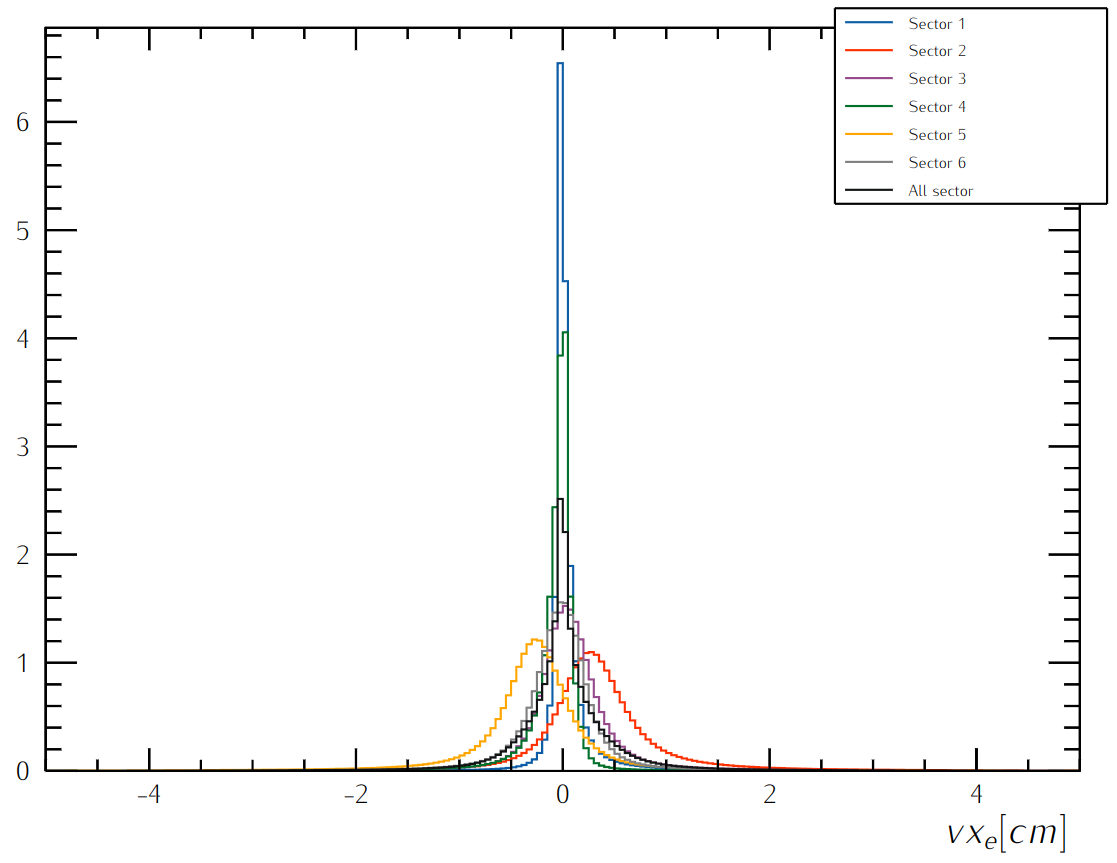 Sector 1
Sector 2
Sector 3
Sector 4
Sector 5
Sector 6
All sector
6
5
4
3
2
1
0
-4 -2 0 2 4
vxₑ[cm]